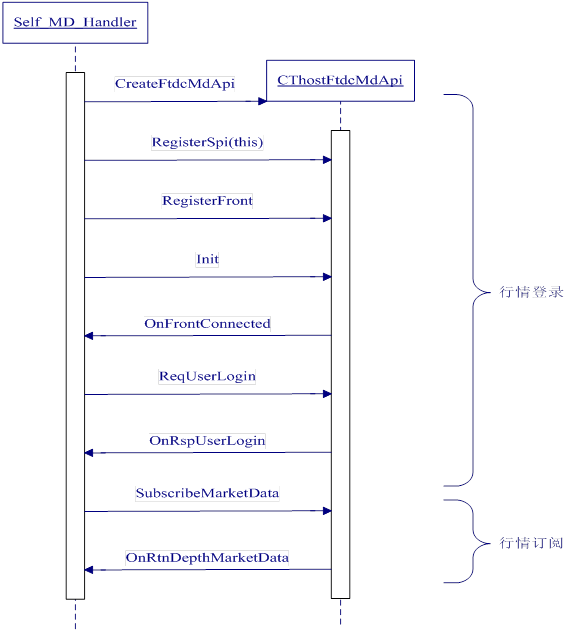 Self_MD_Handler
CThostFtdcMdApi
CreateFtdcMdApi
RegisterSpi(this)
RegisterFront
Init
行情登录
OnFrontConnected
ReqUserLogin
OnRspUserLogin
SubscribeMarketData
行情订阅
OnRtnDepthMarketData